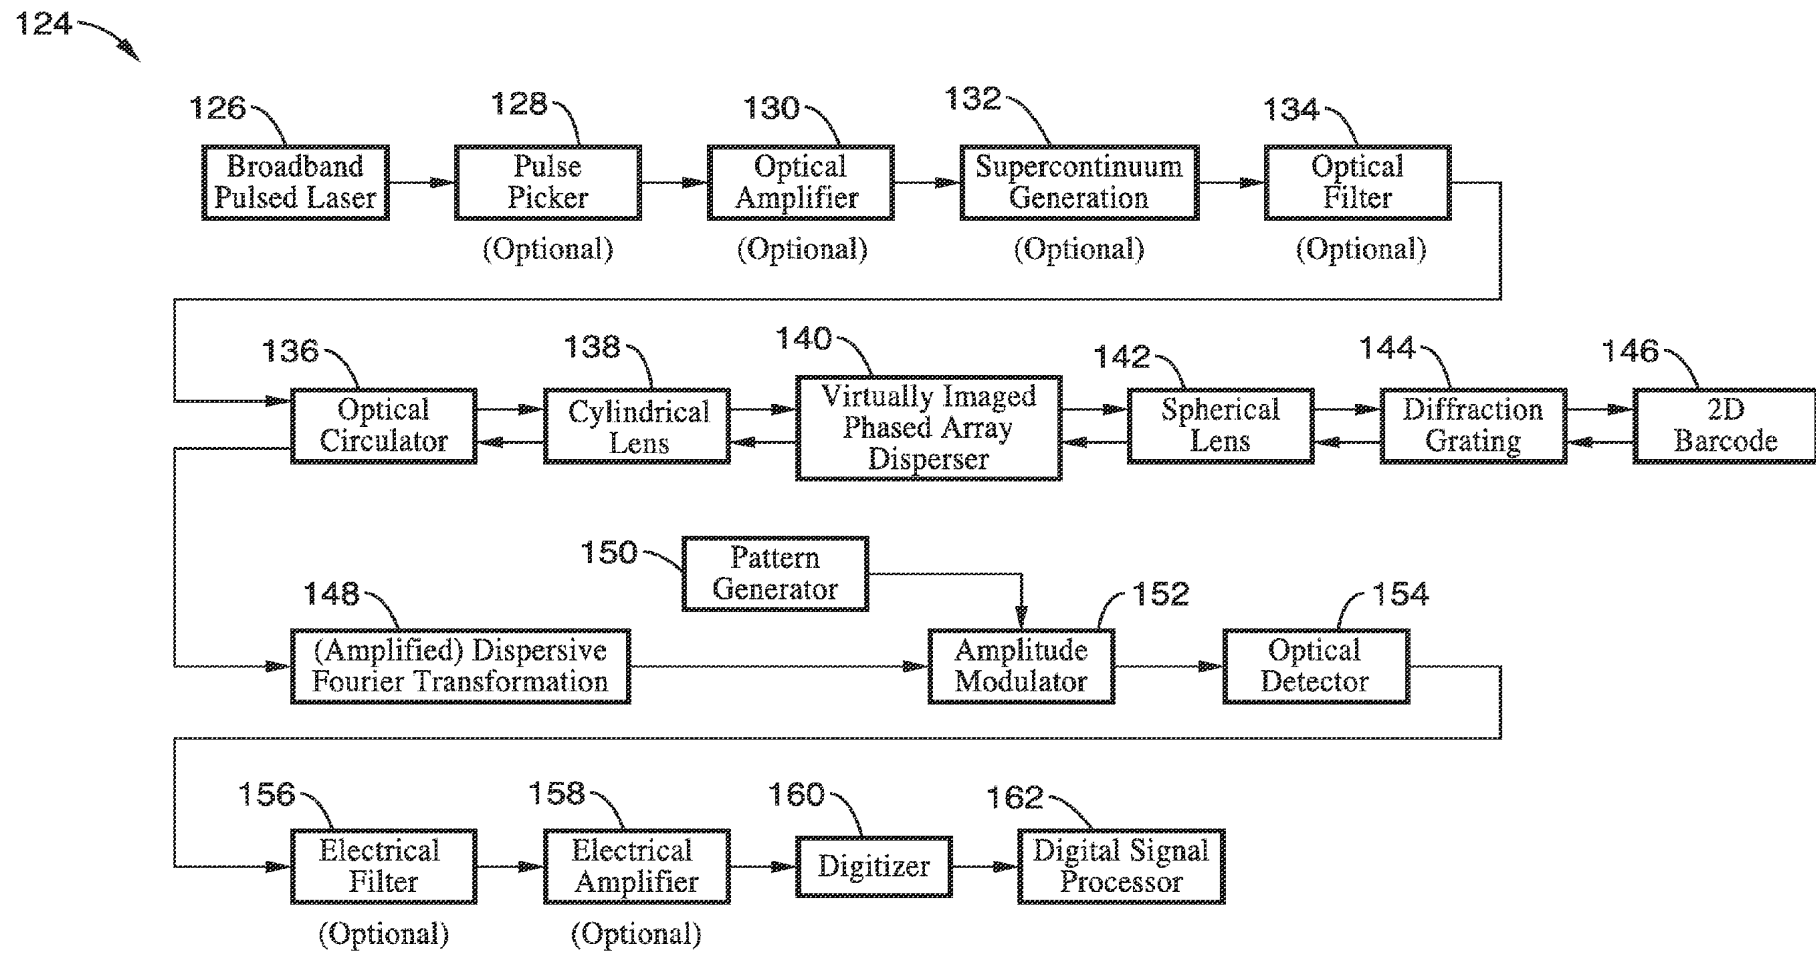 124
126
128
130
132
134
Broadband
Pulsed Laser
Pulse
Picker
(Optional)
Optical
Amplifier
(Optional)
Supercontinuum
Generation
(Optional)
Optical
Filter
(Optional)
136
138
140
142
144
146
Optical
Circulator
Cylindrical
Lens
Virtually Imaged
Phased Array
Disperser
Spherical
Lens
Diffraction
Grating
2D
Barcode
150
Pattern
Generator
148
152
154
(Amplified) Dispersive
Fourier Transformation
Amplitude
Modulator
Optical
Detector
156
158
160
162
Electrical
Filter
(Optional)
Electrical
Amplifier
(Optional)
Digitizer
Digital Signal
Processor